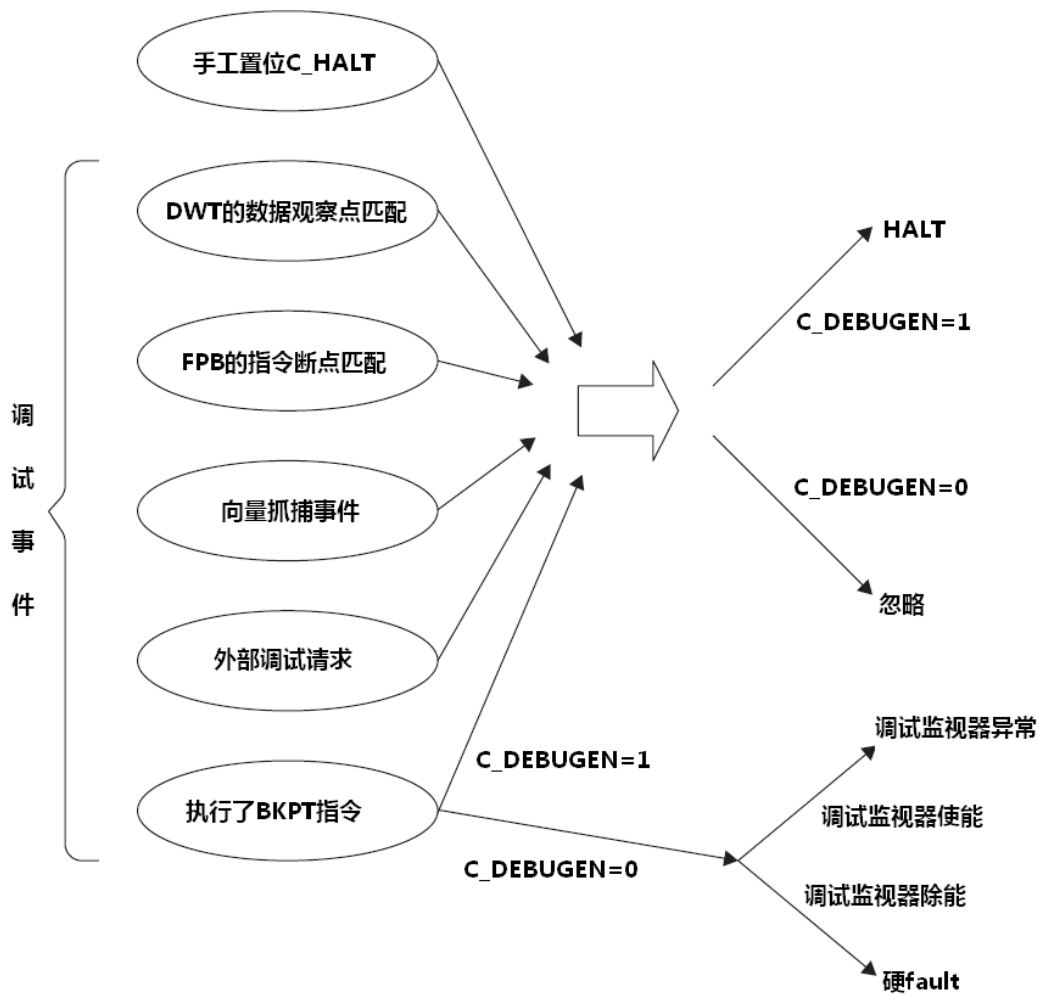 手工置位C_HALT
DWT的数据观察点匹配
HALT
C_DEBUGEN=1
FPB的指令断点匹配
调
试
事
件
向量抓捕事件
C_DEBUGEN=0
忽略
外部调试请求
调试监视器异常
C_DEBUGEN=1
执行了BKPT指令
调试监视器使能
C_DEBUGEN=0
调试监视器除能
硬fault